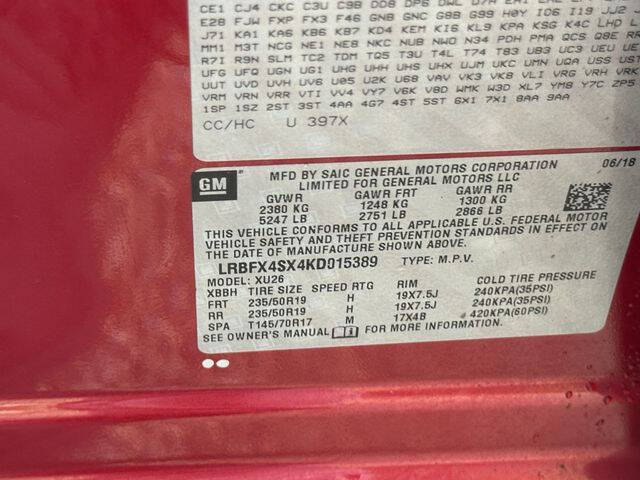 CE1 CJ4 CKC C3U C9B DD8 DP6 DWL D7A
E28 FJW FXP FX3 F46 GNB GNC G9B G99 H0Y IO6 I19 JJ2
J71 KA1 KA6 KB6 KB7 KD4 KEM KI6 KL9 KPA KSG K4C LHD
MM1 M3T NCG NE1 NE8 NKC NUB NWO N34 PDH PMA QCS Q8E
R7I R9N SLM TC2 TDM TQ5 T3U T4L T74 T83 UB3 UC3 UEU UE
UFG UFQ UGN UG1 UHG UHH UHS UHX UJM UKC UMN UQA USS UST
UUT UVD UVH UV6 U05 U2K U68 VAV VK3 VK8 VLI VRG VRH VRK
VRM VRN VRR VTI VV4 VY7 V6K V8D WMK W3D XL7 YM8 Y7C ZP5
1SP 1SZ 2ST 3ST 4AA 4G7 4ST 5ST 6X1 7X1 8AA 9AA
CC/HC U 397X
GM
MFD BY SAIC GENERAL MOTORS CORPORATION 06/18
LIMITED FOR GENERAL MOTORS LLC
GVWR GAWR FRT GAWR RR
2380 KG 1248 KG 1300 KG
5247 LB 2751 LB 2866 LB
THIS VEHICLE CONFORMS TO ALL APPLICABLE U.S. FEDERAL MOTOR
VEHICLE SAFETY AND THEFT PREVENTION STANDARDS IN EFFECT ON
THE DATE OF MANUFACTURE SHOWN ABOVE.
LRBFX4SX4KD015389 TYPE: M.P.V.
MODEL: XU26
XBBH TIRE SIZE SPEED RTG RIM COLD TIRE PRESSURE
FRT 235/50R19 H 19X7.5J 240KPA(35PSI)
RR 235/50R19 H 19X7.5J 240KPA(35PSI)
SPA T145/70R17 M 17X4B 420KPA(60PSI)
SEE OWNER'S MANUAL